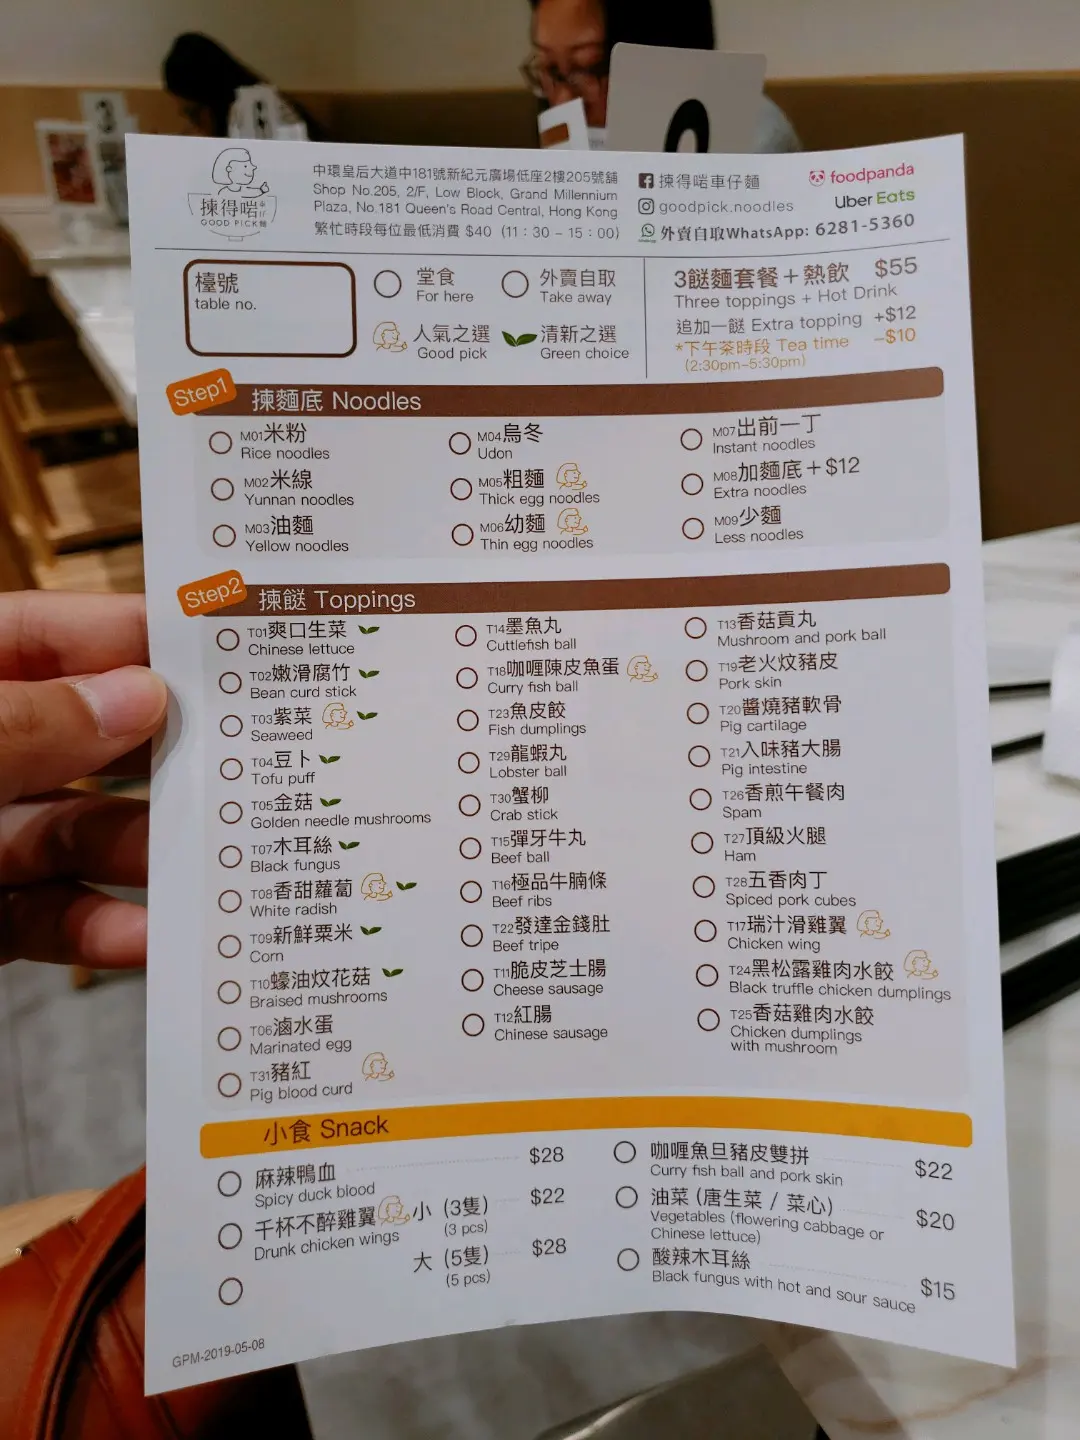 揀得啱
車仔麵
GOOD PICK
中環皇后大道中181號新紀元廣場低座2樓205號舖
Shop No.205, 2/F, Low Block, Grand Millennium
Plaza, No.181 Queen's Road Central, Hong Kong
繁忙時段每位最低消費 $40 (11:30 - 15:00)
揀得啱車仔麵
goodpick.noodles
外賣自取WhatsApp: 6281-5360
foodpanda
Uber Eats
檯號
table no.
堂食
For here
外賣自取
Take away
人氣之選
Good pick
清新之選
Green choice
3餸麵套餐＋熱飲 $55
Three toppings + Hot Drink
追加一餸 Extra topping +$12
*下午茶時段 Tea time -$10
(2:30pm-5:30pm)
Step1 揀麵底 Noodles
M01米粉
Rice noodles
M02米線
Yunnan noodles
M03油麵
Yellow noodles
M04烏冬
Udon
M05粗麵
Thick egg noodles
M06幼麵
Thin egg noodles
M07出前一丁
Instant noodles
M08加麵底＋$12
Extra noodles
M09少麵
Less noodles
Step2 揀餸 Toppings
T01爽口生菜
Chinese lettuce
T02嫩滑腐竹
Bean curd stick
T03紫菜
Seaweed
T04豆卜
Tofu puff
T05金菇
Golden needle mushrooms
T07木耳絲
Black fungus
T08香甜蘿蔔
White radish
T09新鮮粟米
Corn
T10蠔油炆花菇
Braised mushrooms
T06滷水蛋
Marinated egg
T31豬紅
Pig blood curd
T14墨魚丸
Cuttlefish ball
T18咖喱陳皮魚蛋
Curry fish ball
T23魚皮餃
Fish dumplings
T29龍蝦丸
Lobster ball
T30蟹柳
Crab stick
T15彈牙牛丸
Beef ball
T16極品牛腩條
Beef ribs
T22發達金錢肚
Beef tripe
T11脆皮芝士腸
Cheese sausage
T12紅腸
Chinese sausage
T13香菇貢丸
Mushroom and pork ball
T19老火炆豬皮
Pork skin
T20醬燒豬軟骨
Pig cartilage
T21入味豬大腸
Pig intestine
T26香煎午餐肉
Spam
T27頂級火腿
Ham
T28五香肉丁
Spiced pork cubes
T17瑞汁滑雞翼
Chicken wing
T24黑松露雞肉水餃
Black truffle chicken dumplings
T25香菇雞肉水餃
Chicken dumplings
with mushroom
小食 Snack
麻辣鴨血 $28
Spicy duck blood
千杯不醉雞翼 小 (3隻) $22
Drunk chicken wings (3 pcs)
大 (5隻) $28
(5 pcs)
咖喱魚旦豬皮雙拼 $22
Curry fish ball and pork skin
油菜 (唐生菜 / 菜心) $20
Vegetables (flowering cabbage or
Chinese lettuce)
酸辣木耳絲 $15
Black fungus with hot and sour sauce
GPM-2019-05-08